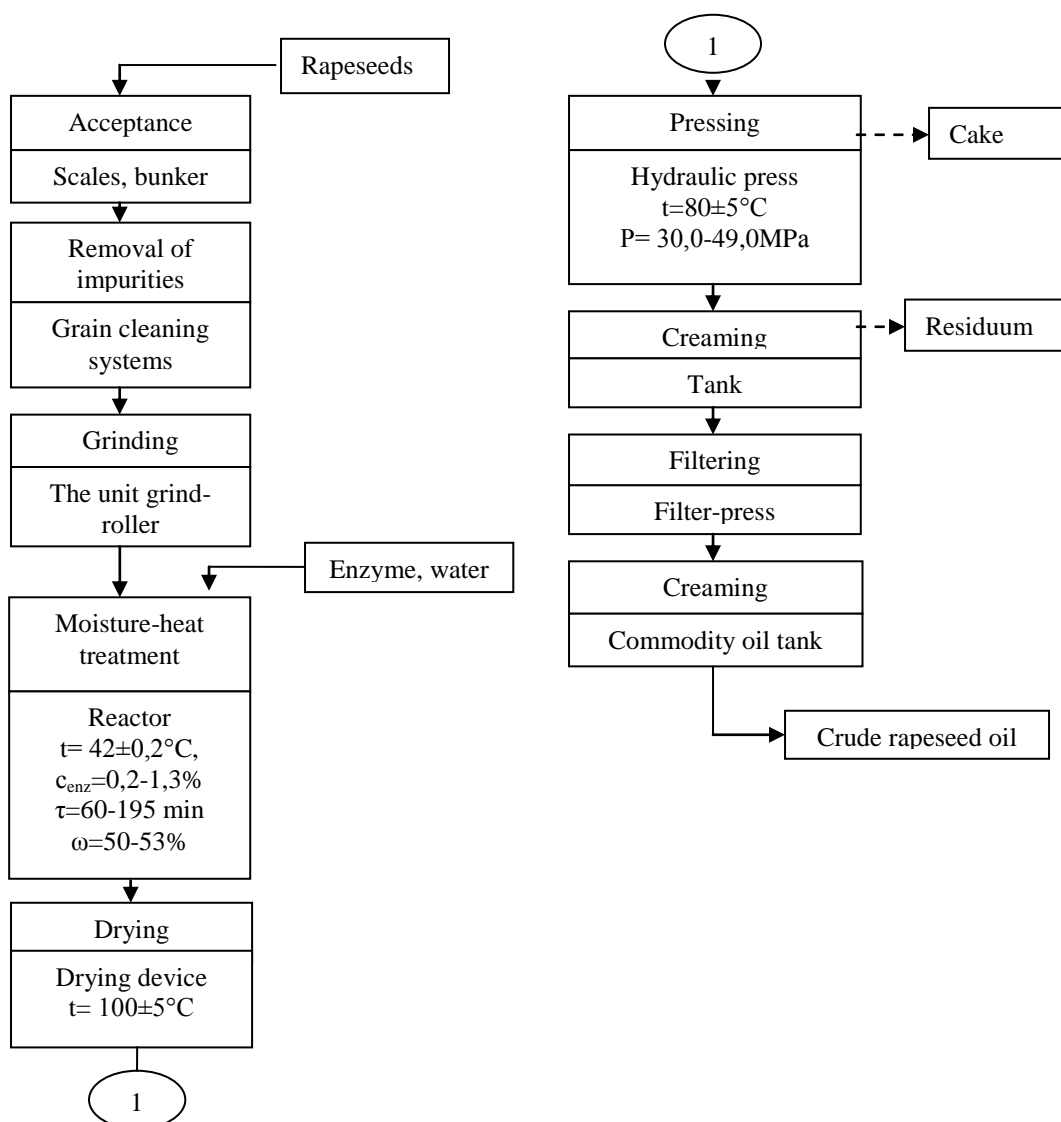 Rapeseeds
Acceptance
Scales, bunker
Removal of
impurities
Grain cleaning
systems
Grinding
The unit grind-
roller
Enzyme, water
Moisture-heat
treatment
Reactor
t= 42±0,2°C,
cenz=0,2-1,3%
τ=60-195 min
ω=50-53%
Drying
Drying device
t= 100±5°C
1
1
Pressing
Cake
Hydraulic press
t=80±5°C
P= 30,0-49,0MPa
Creaming
Residuum
Tank
Filtering
Filter-press
Creaming
Commodity oil tank
Crude rapeseed oil